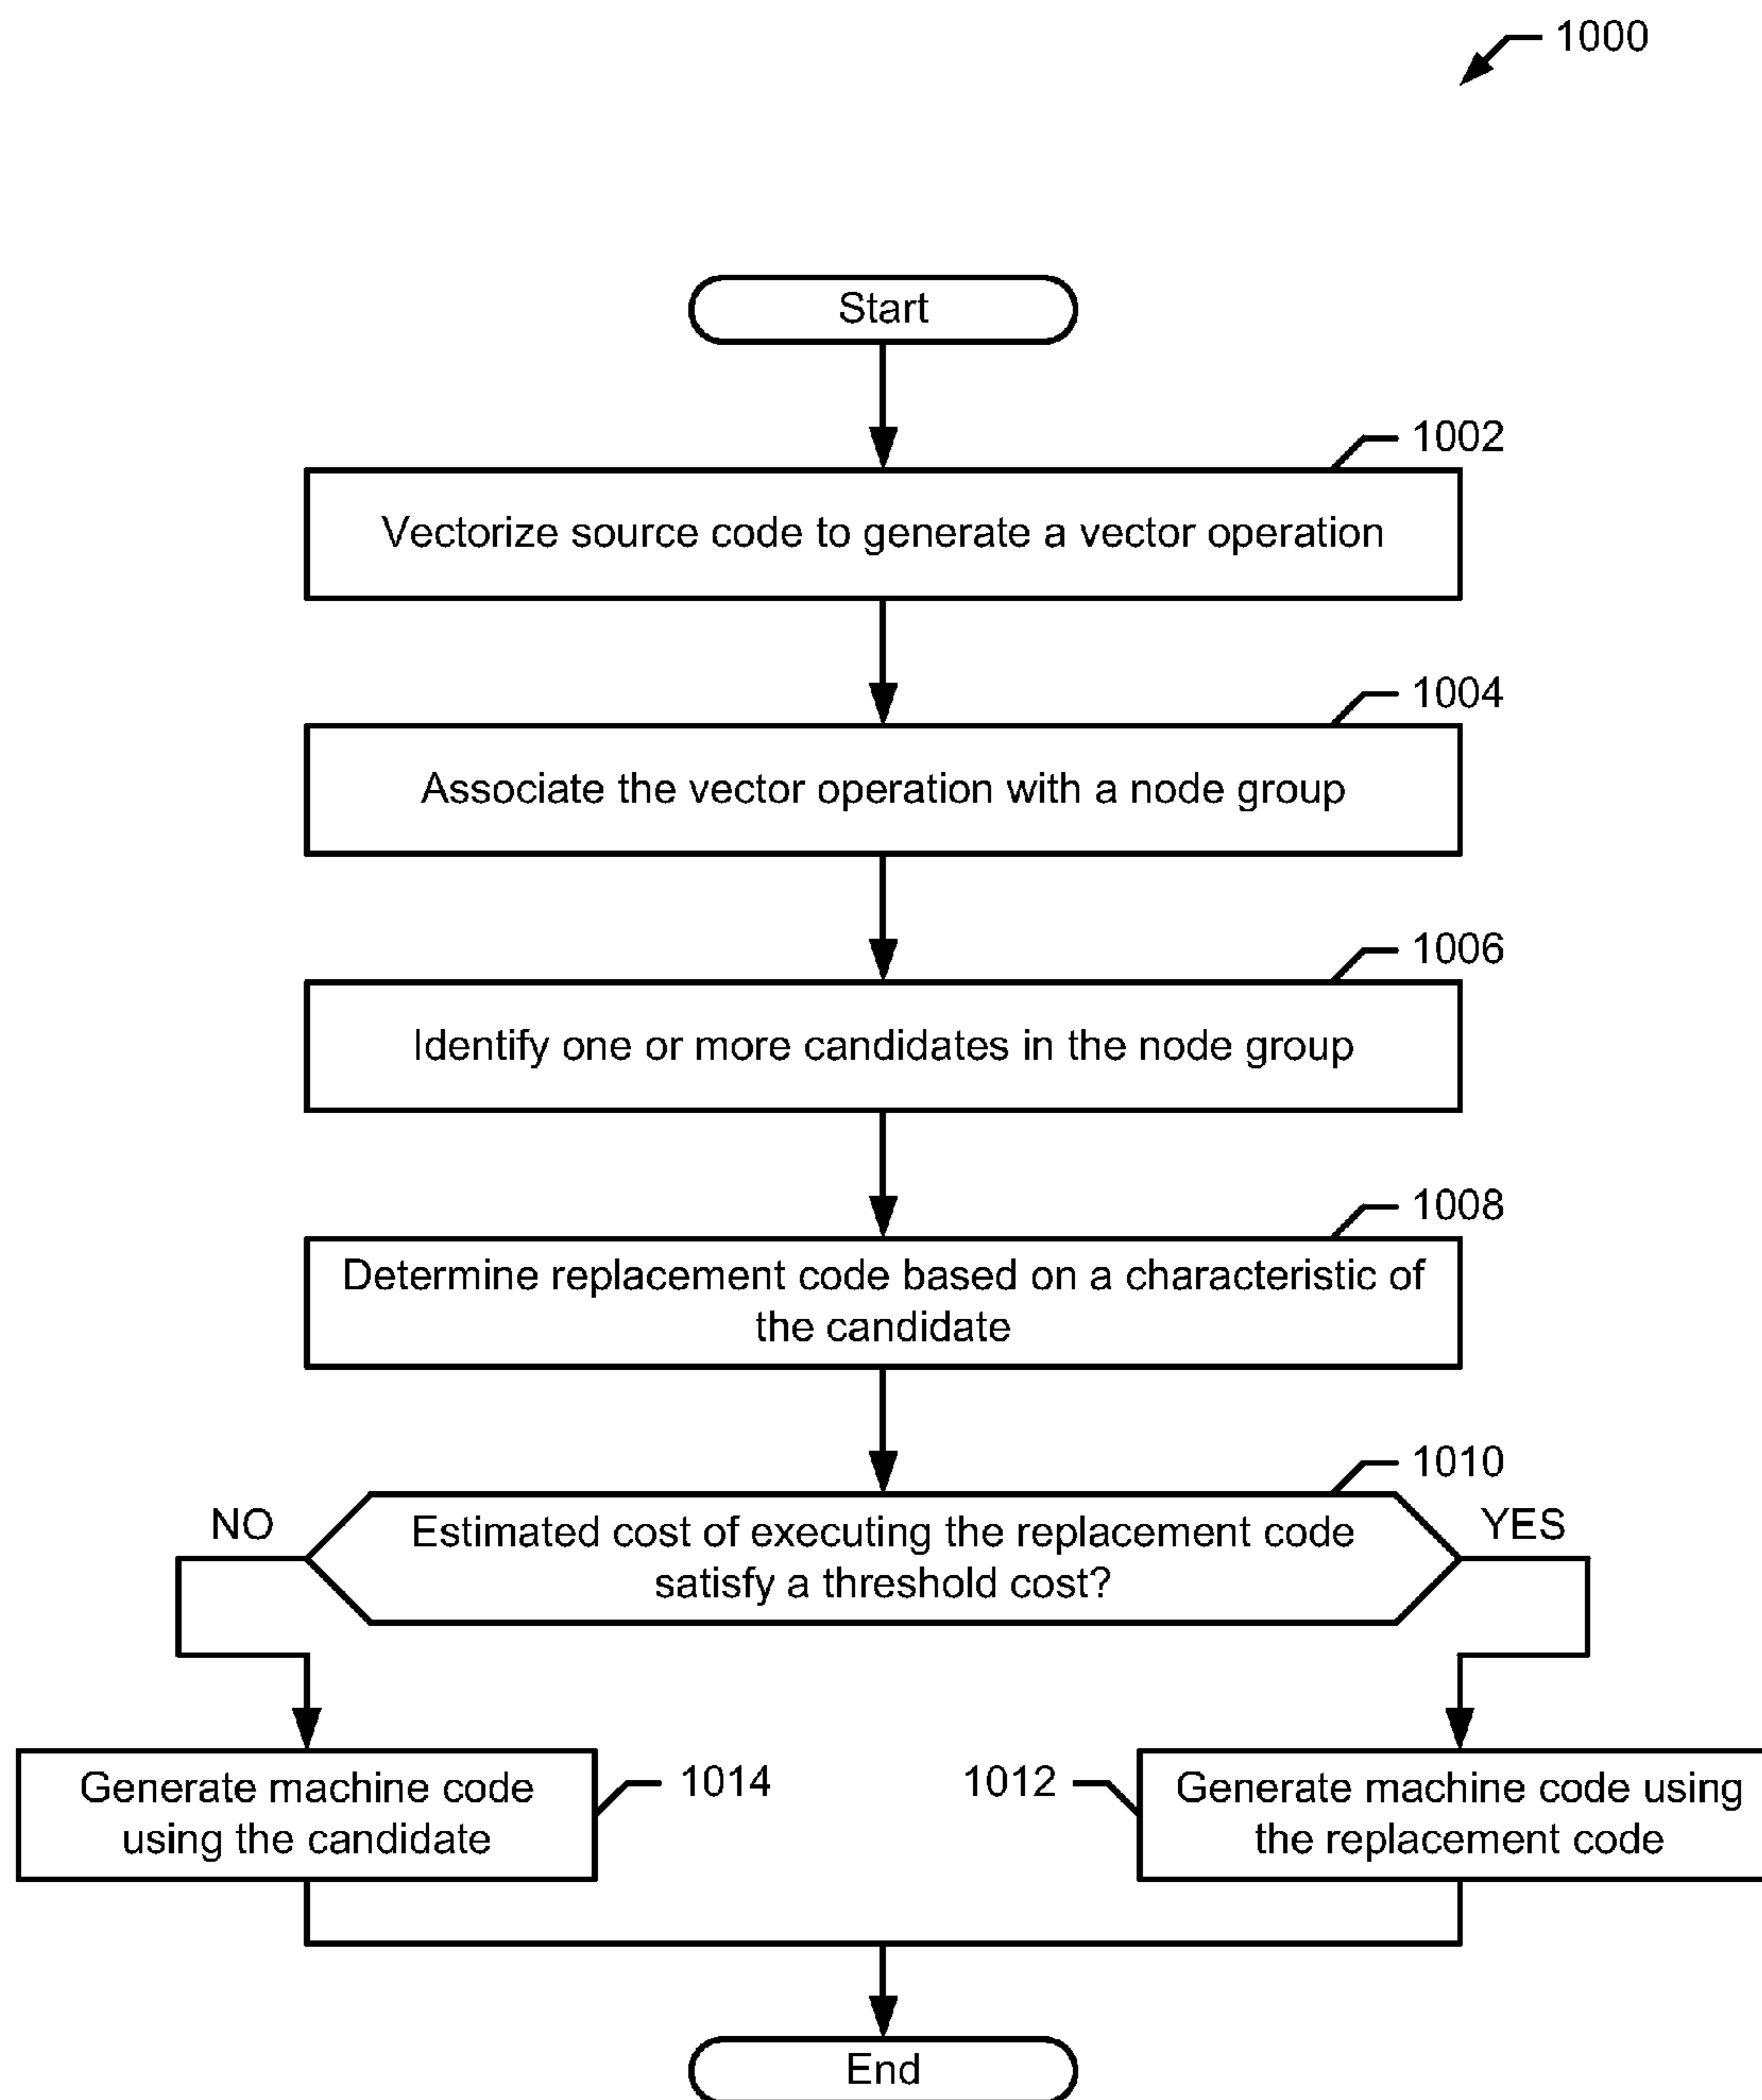 1000
Start
1002
Vectorize source code to generate a vector operation
1004
Associate the vector operation with a node group
1006
Identify one or more candidates in the node group
1008
Determine replacement code based on a characteristic of
the candidate
1010
NO
YES
Estimated cost of executing the replacement code
satisfy a threshold cost?
Generate machine code
using the candidate
1014
1012
Generate machine code using
the replacement code
End